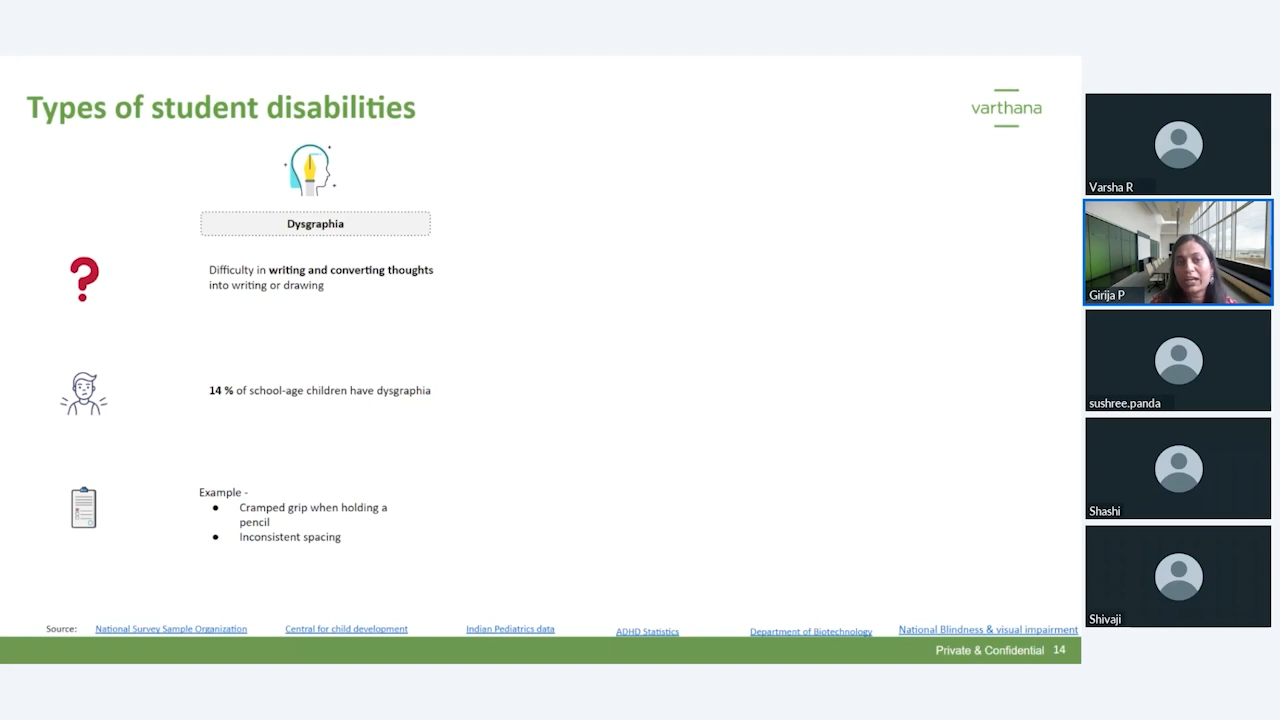 Types of student disabilities
varthana
Dysgraphia
Difficulty in writing and converting thoughts
into writing or drawing
14 % of school-age children have dysgraphia
Example -
● Cramped grip when holding a
pencil
● Inconsistent spacing
Source: National Survey Sample Organization Central for child development Indian Pediatrics data ADHD Statistics Department of Biotechnology National Blindness & visual impairment
Private & Confidential 14
Varsha R
Girija P
sushree.panda
Shashi
Shivaji